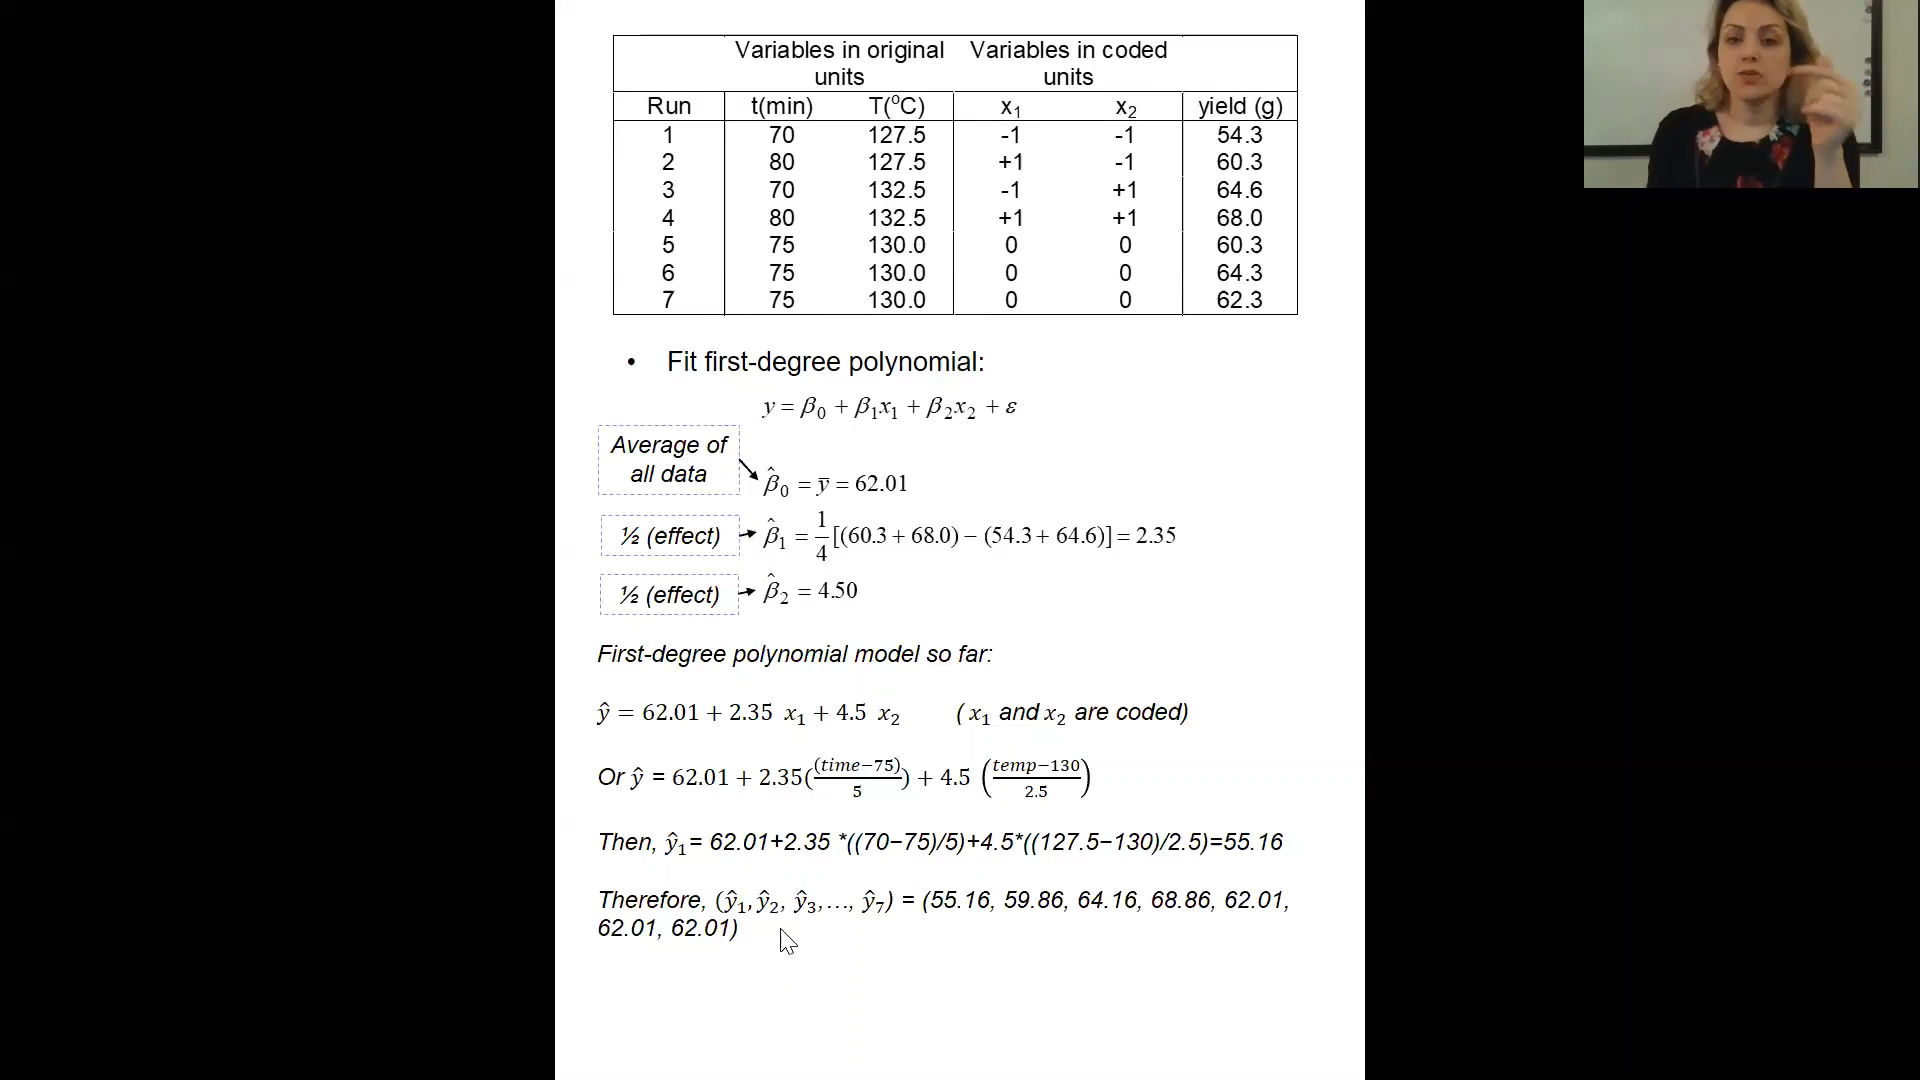 Variables in original units Variables in coded units
Run t(min) T(°C) x₁ x₂ yield (g)
1 70 127.5 -1 -1 54.3
2 80 127.5 +1 -1 60.3
3 70 132.5 -1 +1 64.6
4 80 132.5 +1 +1 68.0
5 75 130.0 0 0 60.3
6 75 130.0 0 0 64.3
7 75 130.0 0 0 62.3
• Fit first-degree polynomial:
y = β₀ + β₁x₁ + β₂x₂ + ε
Average of
all data
β̂₀ = ȳ = 62.01
½ (effect) β̂₁ = 1/4 [(60.3 + 68.0) − (54.3 + 64.6)] = 2.35
½ (effect) β̂₂ = 4.50
First-degree polynomial model so far:
ŷ = 62.01 + 2.35 x₁ + 4.5 x₂ ( x₁ and x₂ are coded)
Or ŷ = 62.01 + 2.35((time−75)/5) + 4.5 ((temp−130)/2.5)
Then, ŷ₁= 62.01+2.35 *((70−75)/5)+4.5*((127.5−130)/2.5)=55.16
Therefore, (ŷ₁, ŷ₂, ŷ₃,…, ŷ₇) = (55.16, 59.86, 64.16, 68.86, 62.01,
62.01, 62.01)